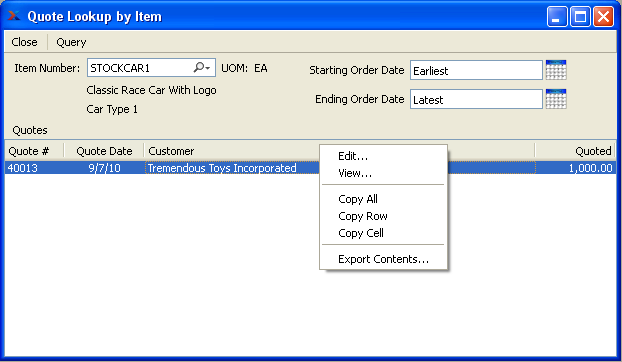 Quote Lookup by Item
Close Query
Item Number: STOCKCAR1 UOM: EA Starting Order Date Earliest
Classic Race Car With Logo
Car Type 1 Ending Order Date Latest
Quotes
Quote # Quote Date Customer Quoted
40013 9/7/10 Tremendous Toys Incorporated 1,000.00
Edit...
View...
Copy All
Copy Row
Copy Cell
Export Contents...